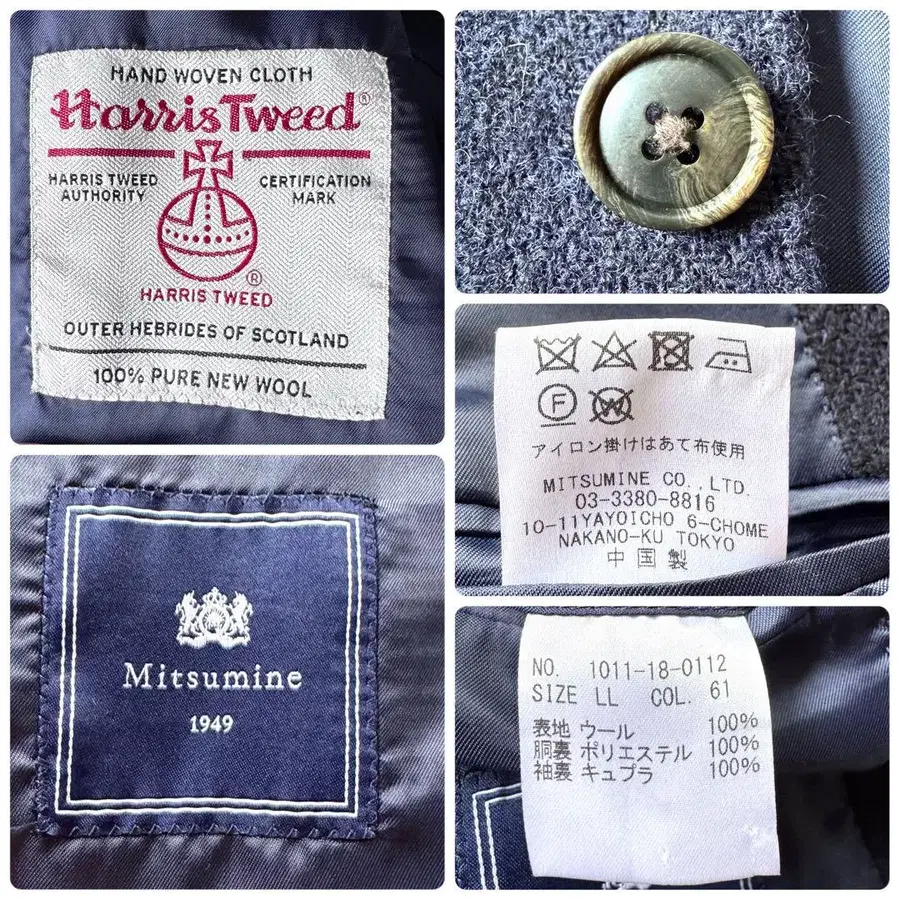 HAND WOVEN CLOTH
Harris Tweed®
HARRIS TWEED AUTHORITY
CERTIFICATION MARK
®
HARRIS TWEED
OUTER HEBRIDES OF SCOTLAND
100% PURE NEW WOOL
F
W
アイロン掛けはあて布使用
MITSUMINE CO.,LTD.
03-3380-8816
10-11YAYOICHO 6-CHOME
NAKANO-KU TOKYO
中国製
Mitsumine
1949
NO. 1011-18-0112
SIZE LL COL. 61
表地 ウール 100%
胴裏 ポリエステル 100%
袖裏 キュプラ 100%